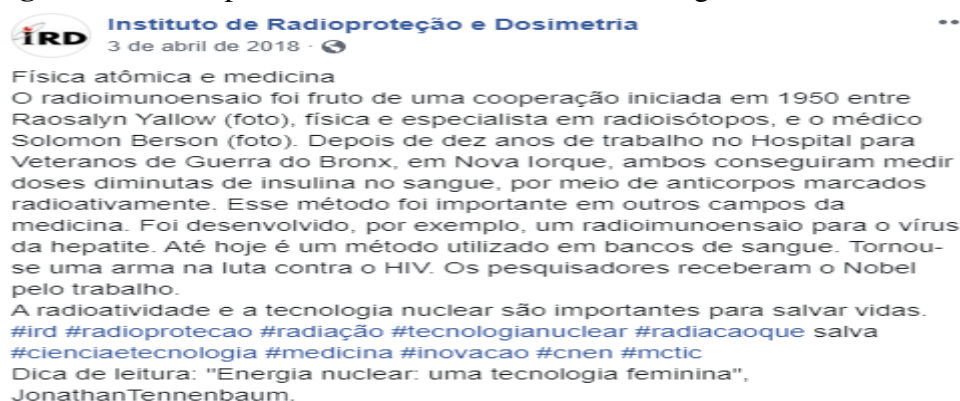 iRD
Instituto de Radioproteção e Dosimetria
3 de abril de 2018 ·
Física atômica e medicina
O radioimunoensaio foi fruto de uma cooperação iniciada em 1950 entre
Raosalyn Yallow (foto), física e especialista em radioisótopos, e o médico
Solomon Berson (foto). Depois de dez anos de trabalho no Hospital para
Veteranos de Guerra do Bronx, em Nova Iorque, ambos conseguiram medir
doses diminutas de insulina no sangue, por meio de anticorpos marcados
radioativamente. Esse método foi importante em outros campos da
medicina. Foi desenvolvido, por exemplo, um radioimunoensaio para o vírus
da hepatite. Até hoje é um método utilizado em bancos de sangue. Tornou-
se uma arma na luta contra o HIV. Os pesquisadores receberam o Nobel
pelo trabalho.
A radioatividade e a tecnologia nuclear são importantes para salvar vidas.
#ird #radioprotecao #radiação #tecnologianuclear #radiacaoque salva
#cienciaetecnologia #medicina #inovacao #cnen #mctic
Dica de leitura: "Energia nuclear: uma tecnologia feminina",
JonathanTennenbaum.